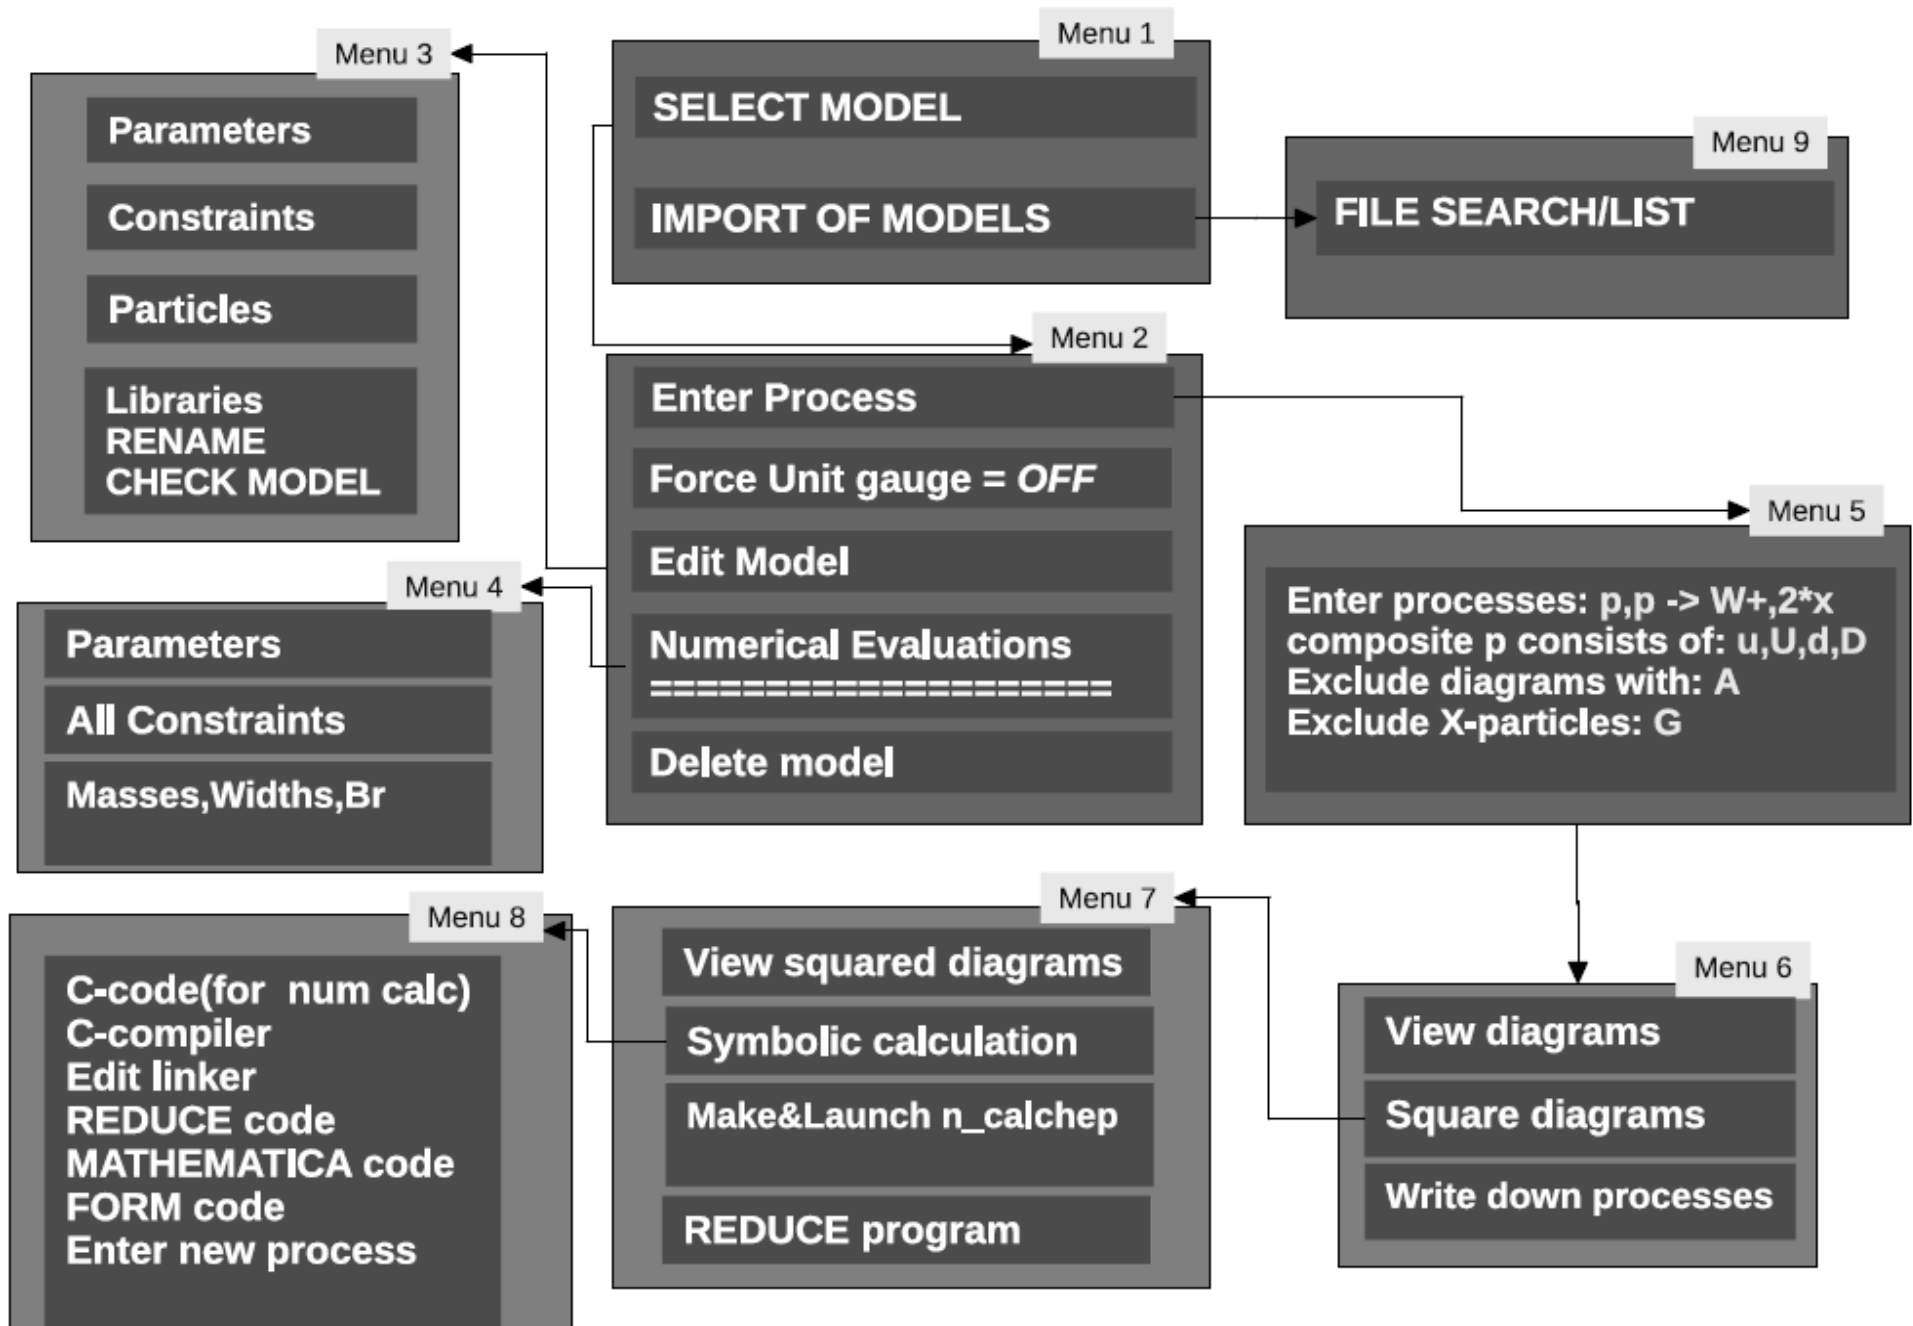 Menu 1
SELECT MODEL
IMPORT OF MODELS
Menu 9
FILE SEARCH/LIST
Menu 3
Parameters
Constraints
Particles
Libraries
RENAME
CHECK MODEL
Menu 2
Enter Process
Force Unit gauge = OFF
Edit Model
Numerical Evaluations
====================
Delete model
Menu 4
Parameters
All Constraints
Masses,Widths,Br
Menu 5
Enter processes: p,p -> W+,2*x
composite p consists of: u,U,d,D
Exclude diagrams with: A
Exclude X-particles: G
Menu 6
View diagrams
Square diagrams
Write down processes
Menu 7
View squared diagrams
Symbolic calculation
Make&Launch n_calchep
REDUCE program
Menu 8
C-code(for  num calc)
C-compiler
Edit linker
REDUCE code
MATHEMATICA code
FORM code
Enter new process